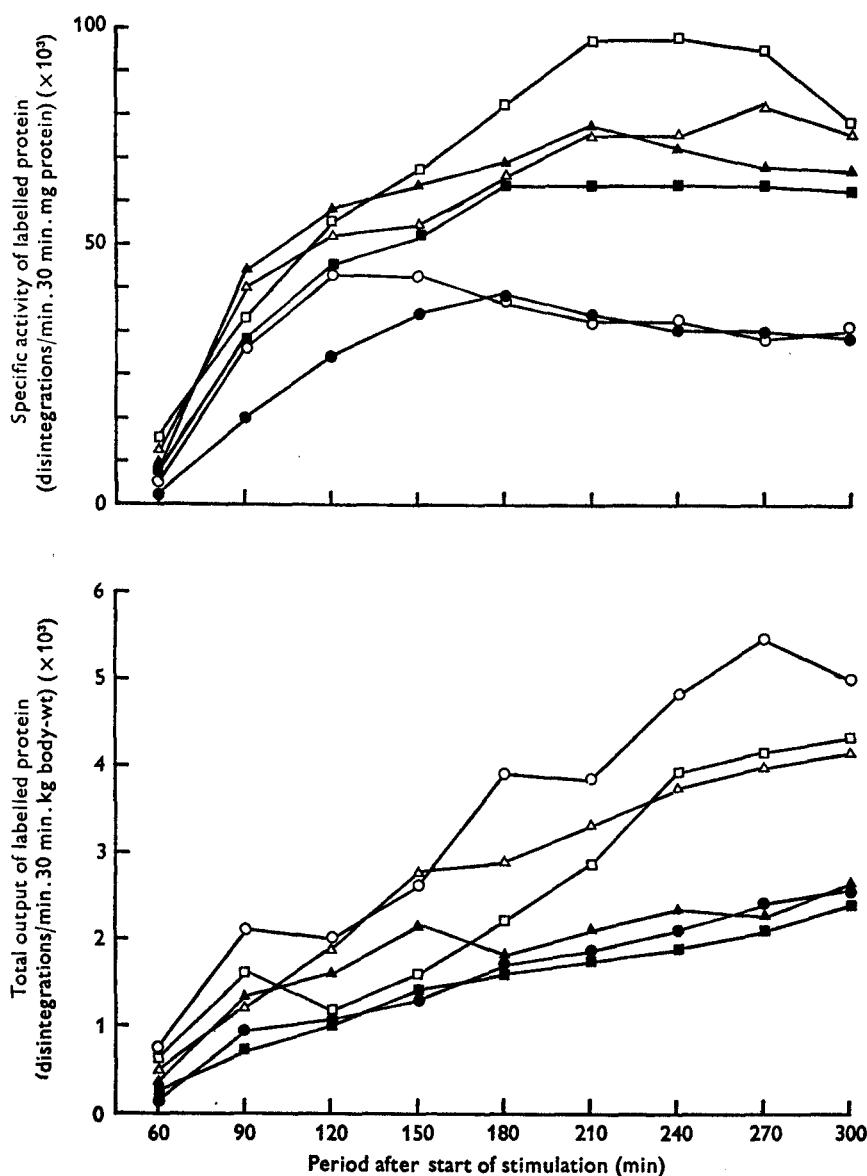 100
50
0
Specific activity of labelled protein
(disintegrations/min. 30 min. mg protein) (×10³)
6
5
4
3
2
1
0
Total output of labelled protein
(disintegrations/min. 30 min. kg body-wt) (×10³)
60 90 120 150 180 210 240 270 300
Period after start of stimulation (min)